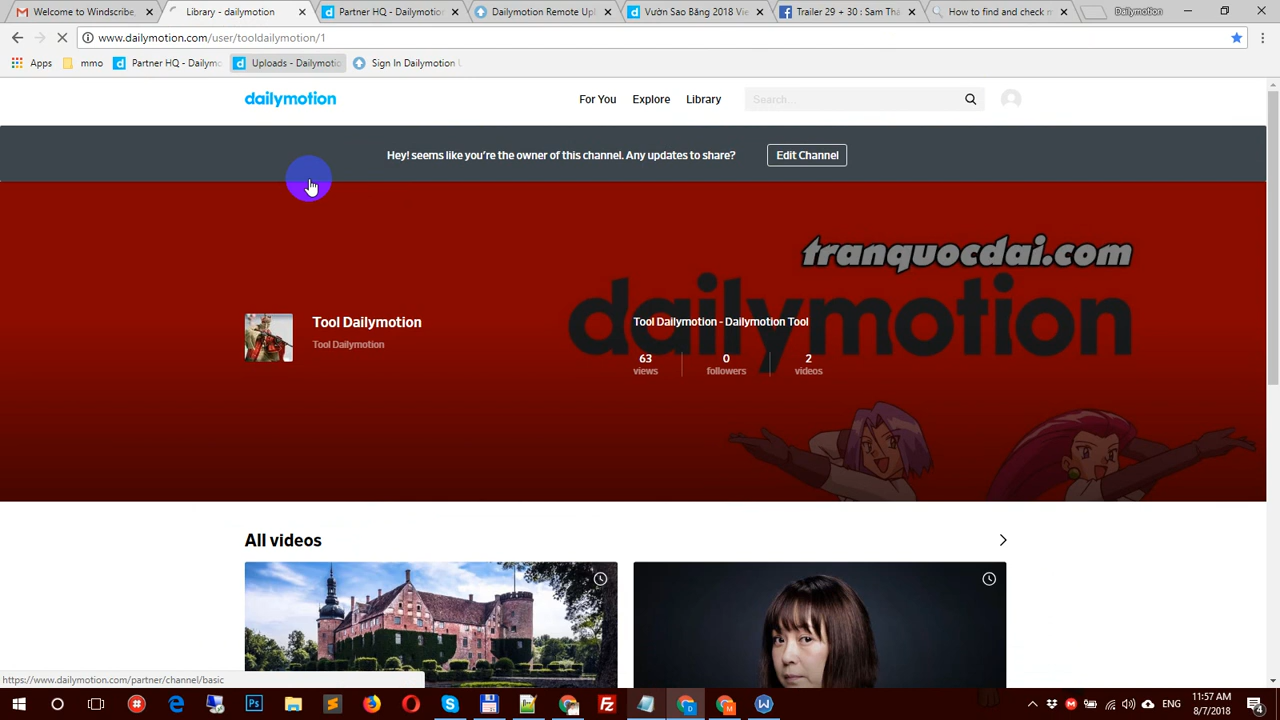 Welcome to Windscribe,
Library - dailymotion
Partner HQ - Dailymotion
Dailymotion Remote Upl
Vườn Sao Băng 2018 Vie
Trailer 29 + 30 : Sam Tha
How to find and check m
Dailymotion
www.dailymotion.com/user/tooldailymotion/1
Apps
mmo
Partner HQ - Dailymo
Uploads - Dailymotio
Sign In Dailymotion U
dailymotion
For You
Explore
Library
Search...
Hey! seems like you're the owner of this channel. Any updates to share?
Edit Channel
tranquocdai.com
dailymotion
Tool Dailymotion
Tool Dailymotion
Tool Dailymotion - Dailymotion Tool
63
views
0
followers
2
videos
All videos
https://www.dailymotion.com/partner/channel/basic
ENG
11:57 AM
8/7/2018
4